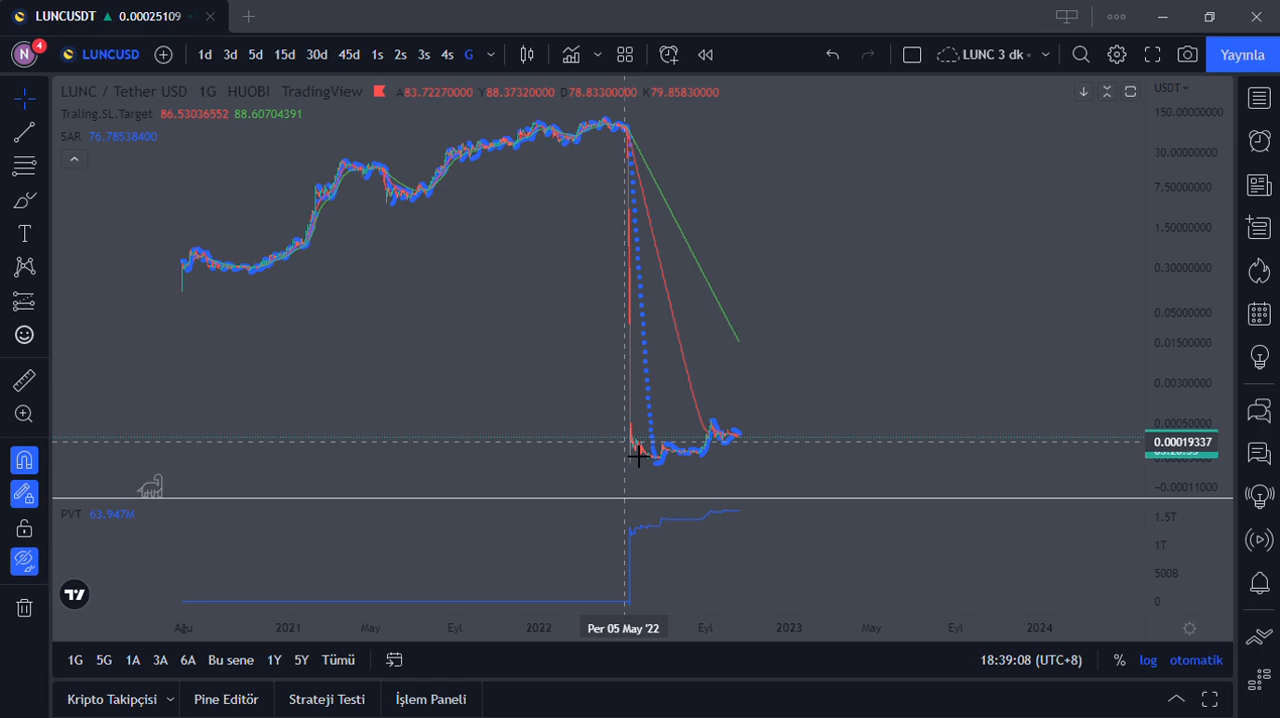 LUNCUSDT ▲ 0.00025109
N 4 LUNCUSD 1d 3d 5d 15d 30d 45d 1s 2s 3s 4s G LUNC 3 dk Yayınla
LUNC / Tether USD 1G HUOBI TradingView A83.72270000 Y88.37320000 D78.83300000 K79.85830000
Traling.SL.Target 86.53036552 88.60704391
SAR 76.78538400
USDT
150.00000000
30.00000000
7.50000000
1.50000000
0.30000000
0.05000000
0.01500000
0.00300000
0.00050000
0.00019337
−0.00011000
PVT 63.947M
1.5T
1T
500B
0
Ağu 2021 May Eyl 2022 Per 05 May '22 Eyl 2023 May Eyl 2024
1G 5G 1A 3A 6A Bu sene 1Y 5Y Tümü 18:39:08 (UTC+8) % log otomatik
Kripto Takipçisi Pine Editör Strateji Testi İşlem Paneli